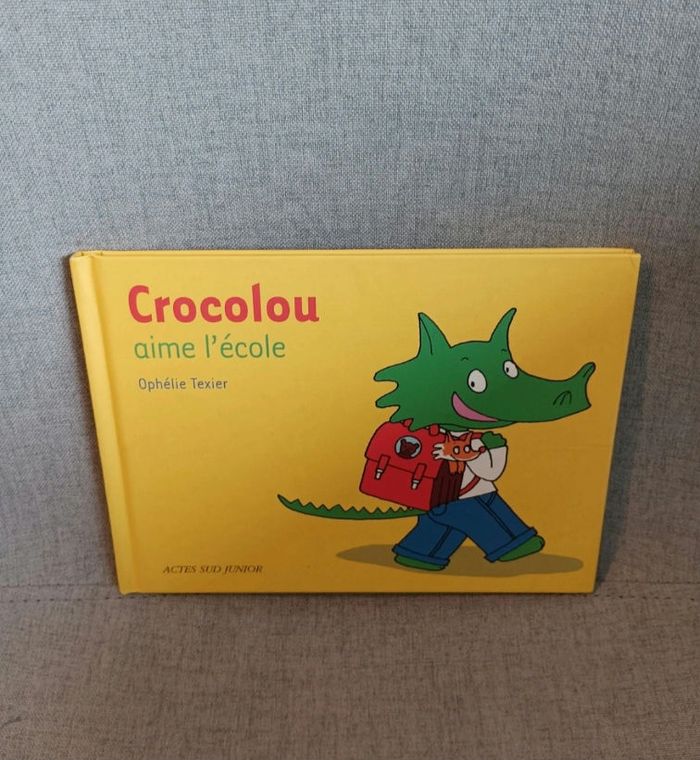 Crocolou
aime l'école
Ophélie Texier
ACTES SUD JUNIOR